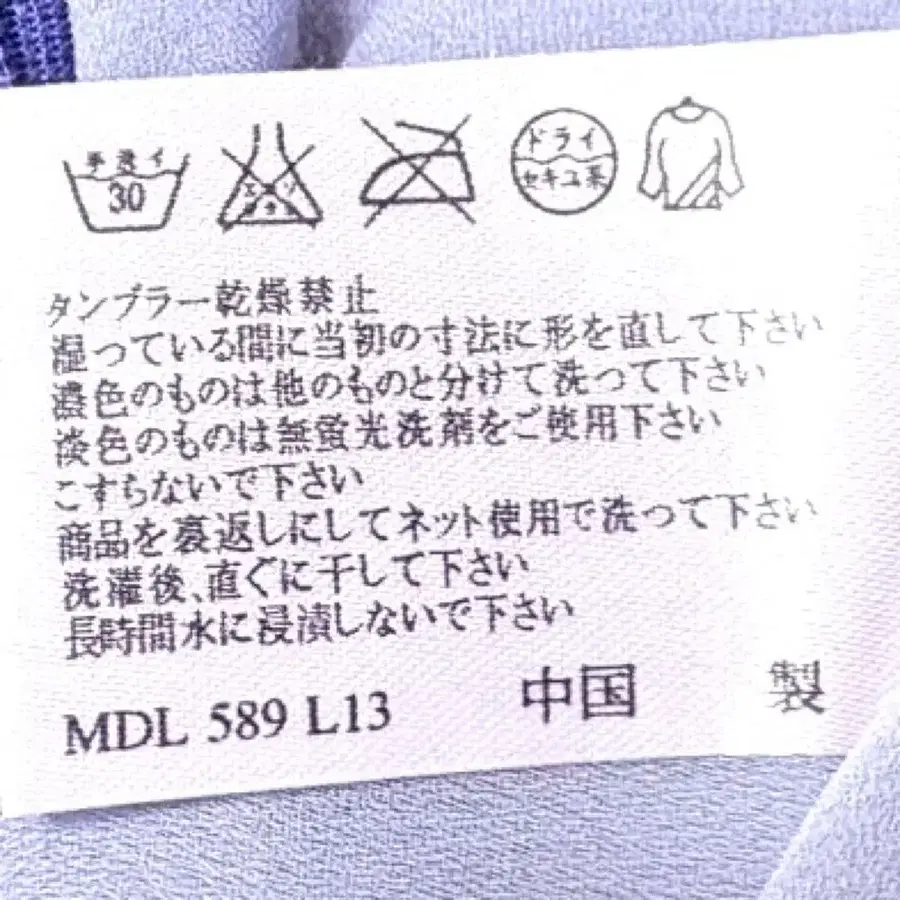 手洗イ
30
エンソ
サラシ
ドライ
セキユ系
タンブラー乾燥禁止
湿っている間に当初の寸法に形を直して下さい
濃色のものは他のものと分けて洗って下さい
淡色のものは無蛍光洗剤をご使用下さい
こすらないで下さい
商品を裏返しにしてネット使用で洗って下さい
洗濯後、直ぐに干して下さい
長時間水に浸漬しないで下さい
MDL 589 L13 中国 製